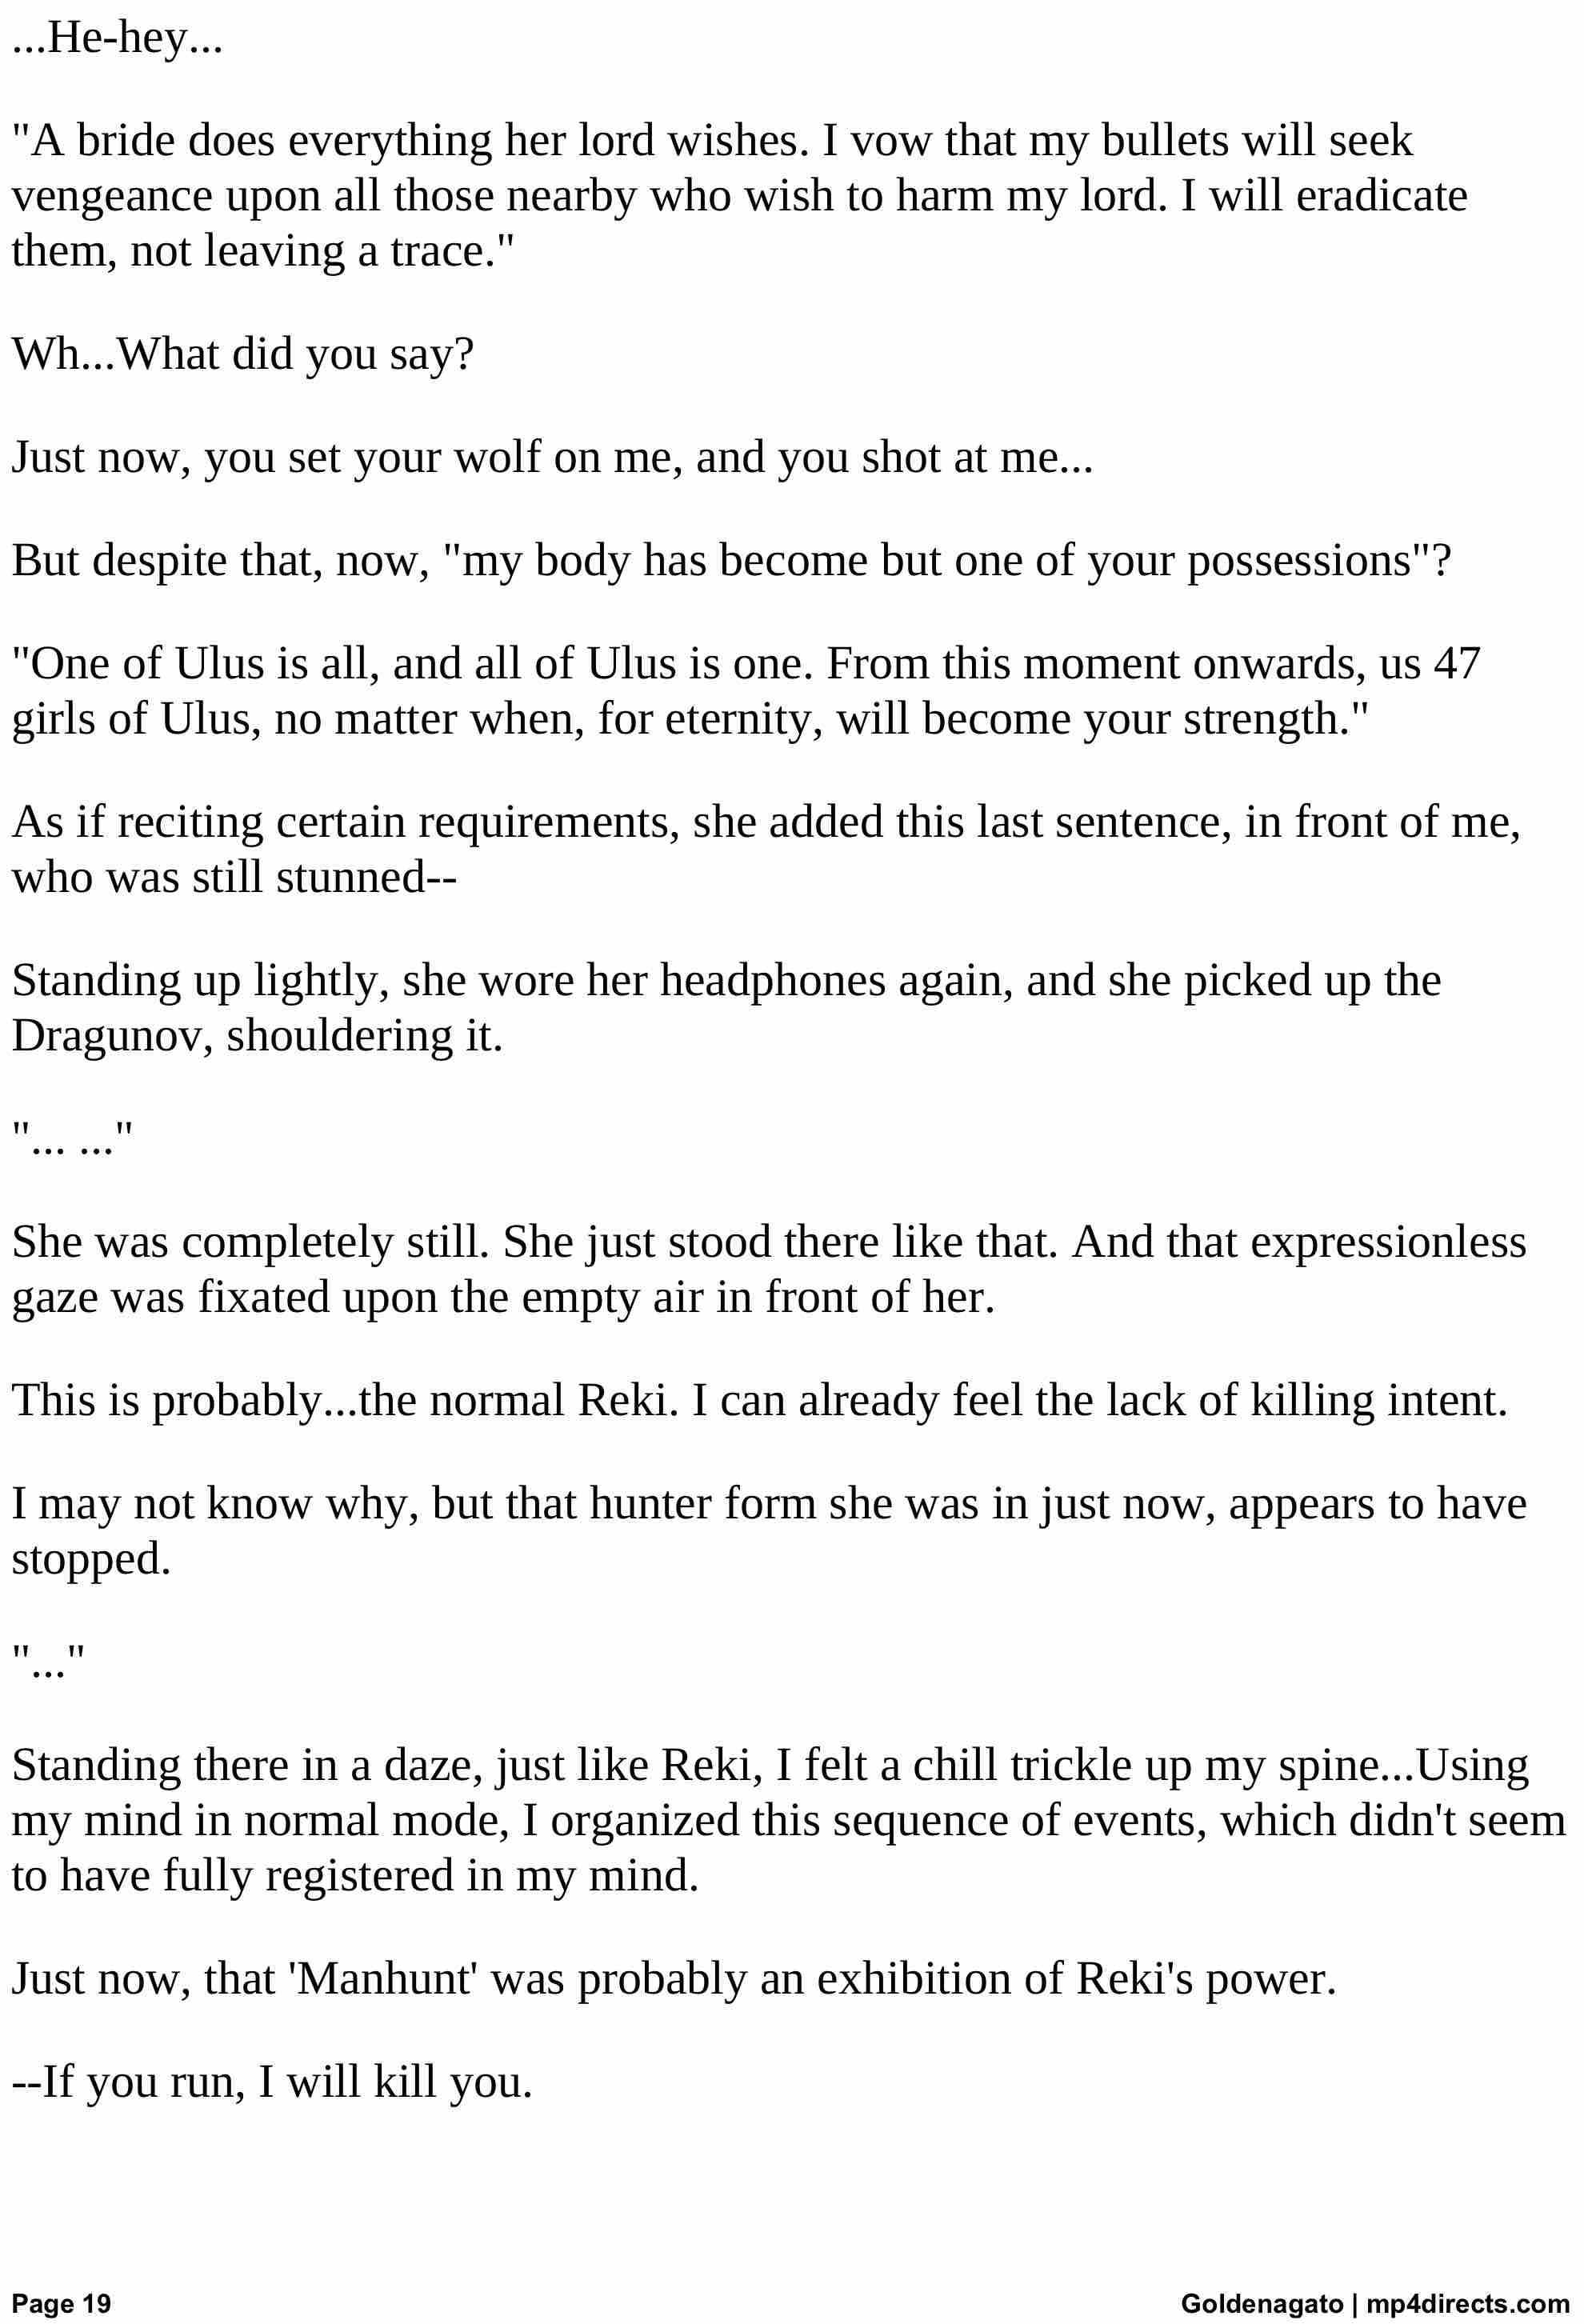 ...He-hey...
"A bride does everything her lord wishes. I vow that my bullets will seek
vengeance upon all those nearby who wish to harm my lord. I will eradicate
them, not leaving a trace."
Wh...What did you say?
Just now, you set your wolf on me, and you shot at me...
But despite that, now, "my body has become but one of your possessions"?
"One of Ulus is all, and all of Ulus is one. From this moment onwards, us 47
girls of Ulus, no matter when, for eternity, will become your strength."
As if reciting certain requirements, she added this last sentence, in front of me,
who was still stunned--
Standing up lightly, she wore her headphones again, and she picked up the
Dragunov, shouldering it.
"... ..."
She was completely still. She just stood there like that. And that expressionless
gaze was fixated upon the empty air in front of her.
This is probably...the normal Reki. I can already feel the lack of killing intent.
I may not know why, but that hunter form she was in just now, appears to have
stopped.
"..."
Standing there in a daze, just like Reki, I felt a chill trickle up my spine...Using
my mind in normal mode, I organized this sequence of events, which didn't seem
to have fully registered in my mind.
Just now, that 'Manhunt' was probably an exhibition of Reki's power.
--If you run, I will kill you.
Page 19
Goldenagato | mp4directs.com